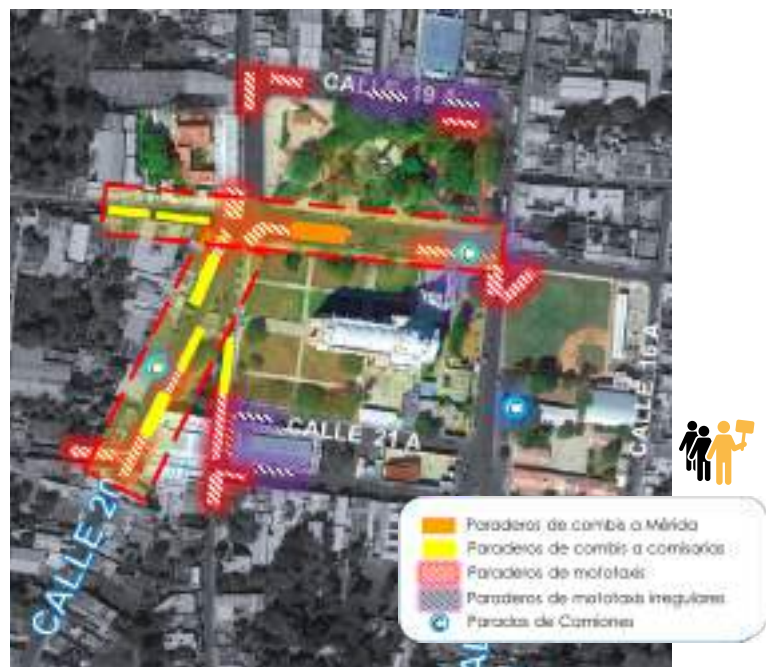 CALLE 19 A
CALLE 16 A
CALLE 21 A
CALLE 20
Paraderos de combis a Mérida
Paraderos de combis a comisarías
Paraderos de mototaxis
Paraderos de mototaxis irregulares
Paradas de Camiones